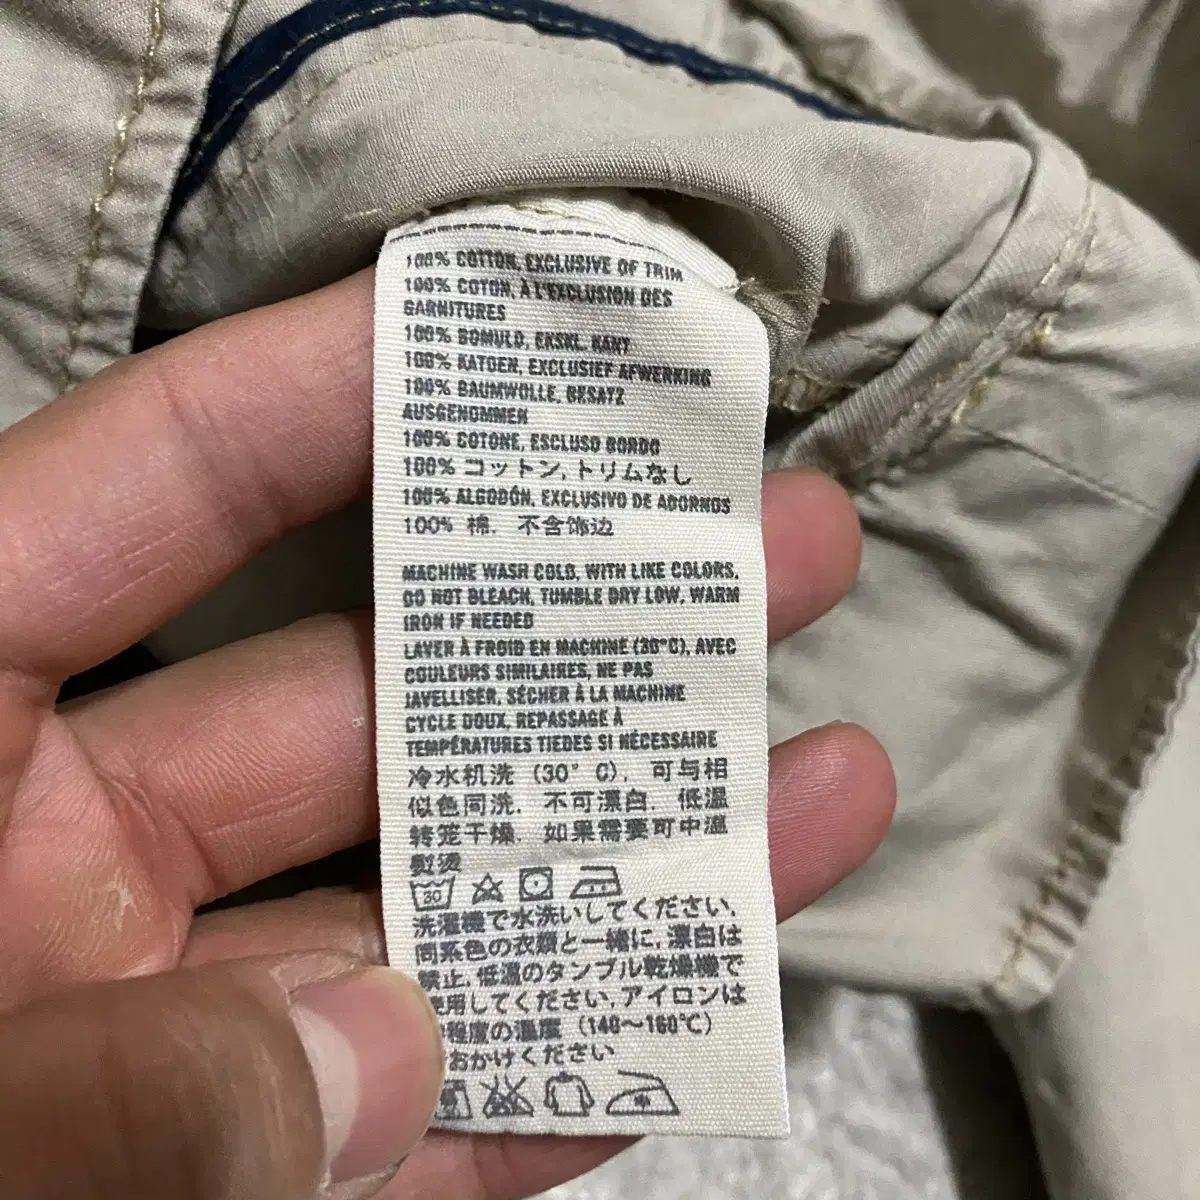 100% COTTON, EXCLUSIVE OF TRIM
100% COTON, À L'EXCLUSION DES
GARNITURES
100% BOMULD, EKSKL. KANT
100% KATOEN, EXCLUSIEF AFWERKING
100% BAUMWOLLE, BESATZ
AUSGENOMMEN
100% COTONE, ESCLUSO BORDO
100% コットン, トリムなし
100% ALGODÓN, EXCLUSIVO DE ADORNOS
100% 棉. 不含饰边
MACHINE WASH COLD, WITH LIKE COLORS,
DO NOT BLEACH, TUMBLE DRY LOW, WARM
IRON IF NEEDED
LAVER À FROID EN MACHINE (30°C), AVEC
COULEURS SIMILAIRES, NE PAS
JAVELLISER, SÉCHER À LA MACHINE
CYCLE DOUX, REPASSAGE À
TEMPÉRATURES TIEDES SI NÉCESSAIRE
冷水机洗 (30°C). 可与相
似色同洗. 不可漂白. 低温
转笼干燥. 如果需要可中温
熨烫
30
洗濯機で水洗いしてください.
同系色の衣類と一緒に, 漂白は
禁止, 低温のタンブル乾燥機で
使用してください, アイロンは
程度の温度 (140～160℃)
おかけください